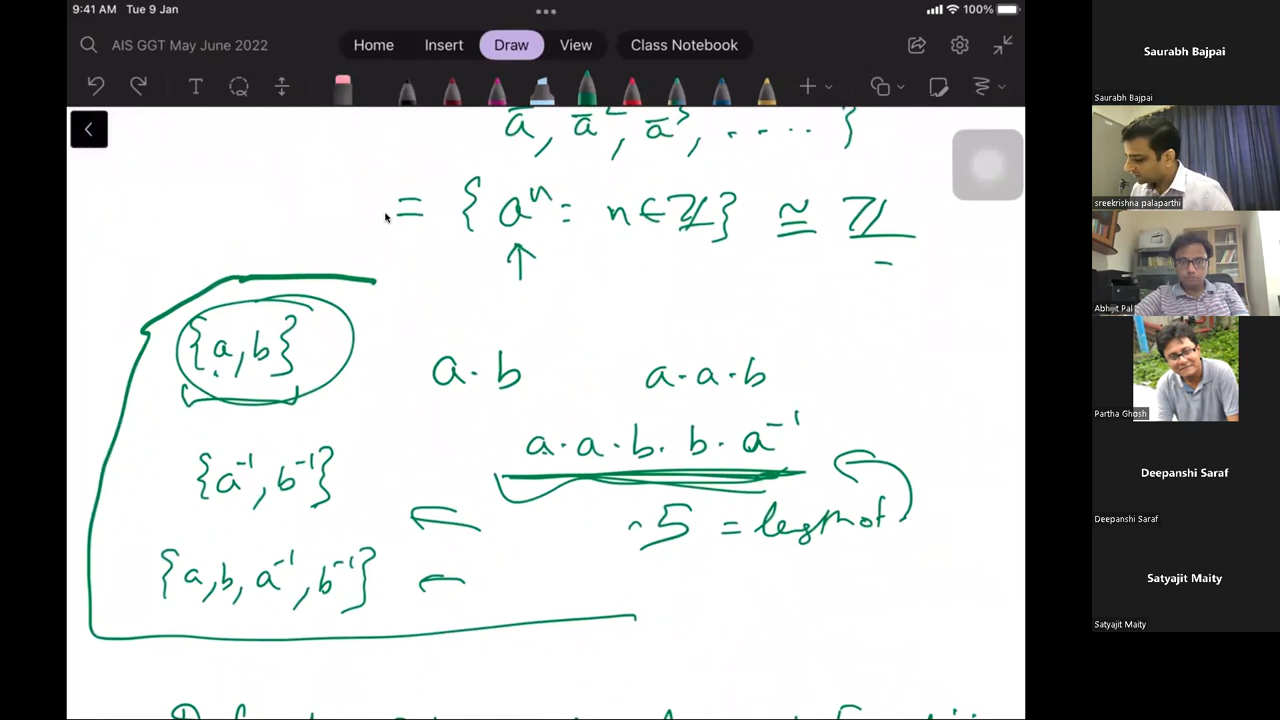 9:41 AM Tue 9 Jan
100%
AIS GGT May June 2022
Home Insert Draw View Class Notebook
a̅, a̅², a̅³, .... }
= { aⁿ : n ∈ ℤ } ≅ ℤ
↑
{a, b} a · b a · a · b
a · a · b · b · a⁻¹
{a⁻¹, b⁻¹}
5 = length of
{a, b, a⁻¹, b⁻¹}
Saurabh Bajpai
Saurabh Bajpai
sreekrishna palaparthi
Abhijit Pal
Partha Ghosh
Deepanshi Saraf
Deepanshi Saraf
Satyajit Maity
Satyajit Maity